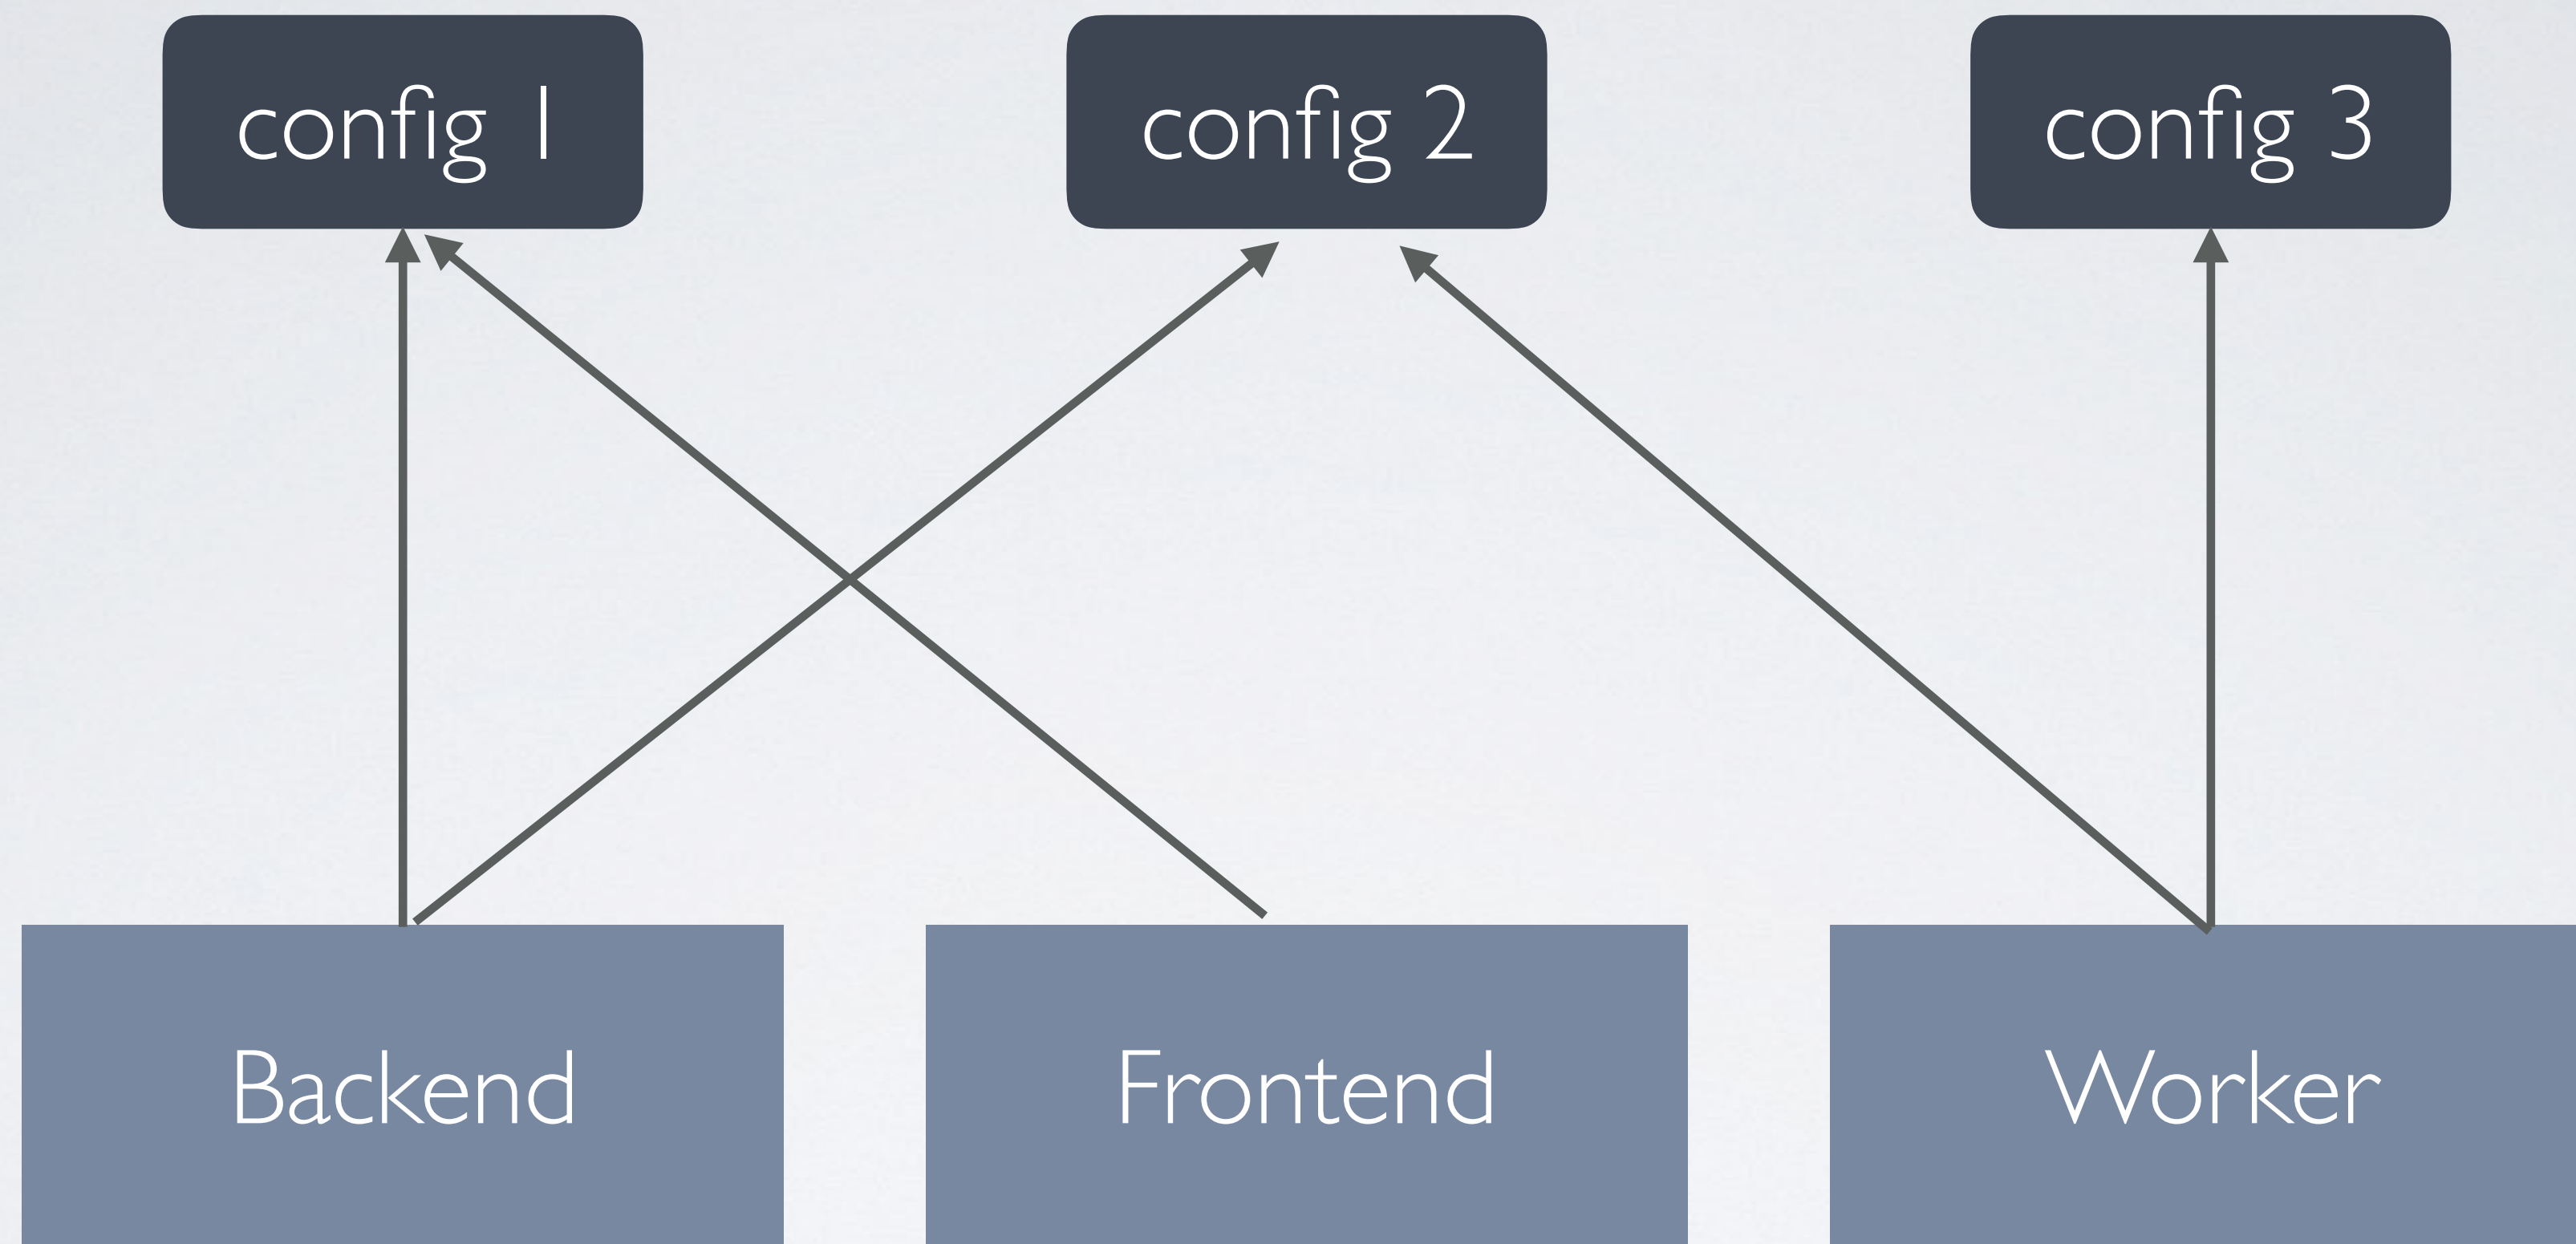 config 1
config 2
config 3
Backend
Frontend
Worker